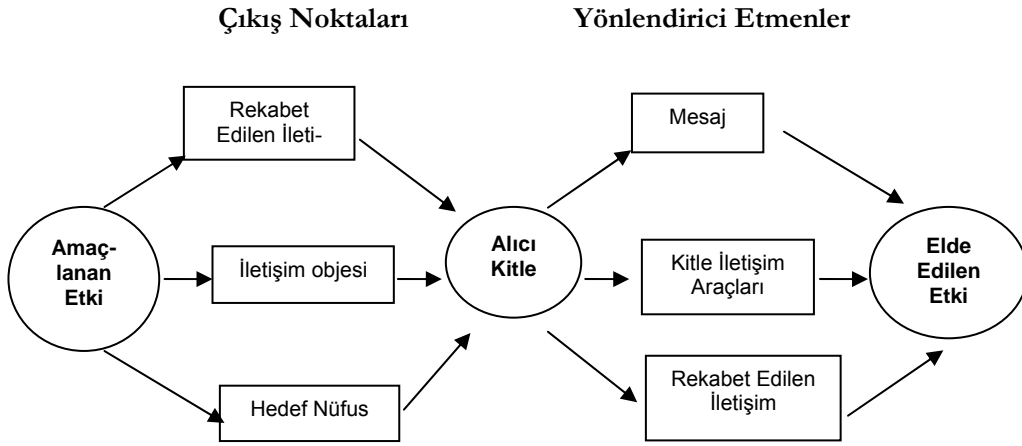 Çıkış Noktaları
Yönlendirici Etmenler
Rekabet
Edilen İleti-
Mesaj
Amaç-
lanan
Etki
İletişim objesi
Alıcı
Kitle
Kitle İletişim
Araçları
Elde
Edilen
Etki
Hedef Nüfus
Rekabet Edilen
İletişim